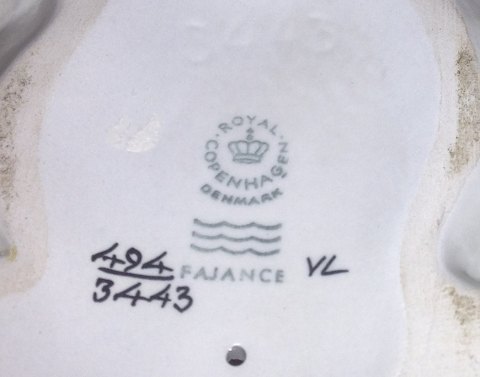 ROYAL COPENHAGEN
DENMARK
FAJANCE
494
3443
VL